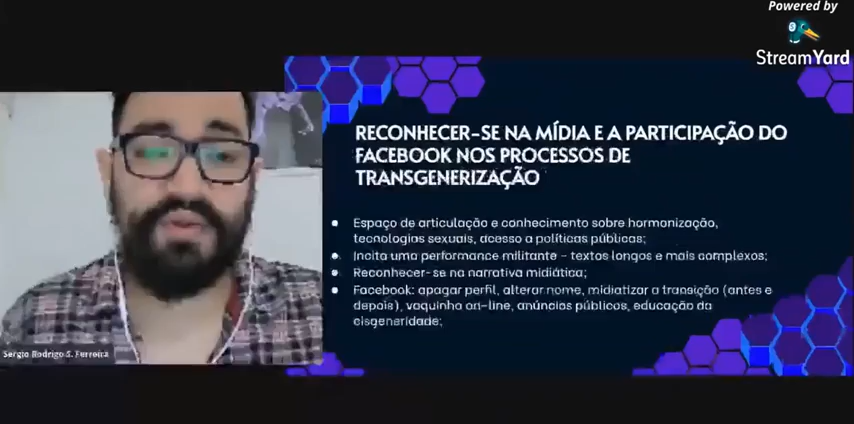 Powered by
StreamYard
RECONHECER-SE NA MÍDIA E A PARTICIPAÇÃO DO
FACEBOOK NOS PROCESSOS DE
TRANSGENERIZAÇÃO
Espaço de articulação e conhecimento sobre hormonização,
tecnologias sexuais, acesso a políticas públicas;
Incita uma performance militante - textos longos e mais complexos;
Reconhecer-se na narrativa midiática;
Facebook: apagar perfil, alterar nome, midiatizar a transição (antes e
depois), vaquinha on-line, anúncios públicos, educação da
cisgeneridade;
Sergio Rodrigo S. Ferreira